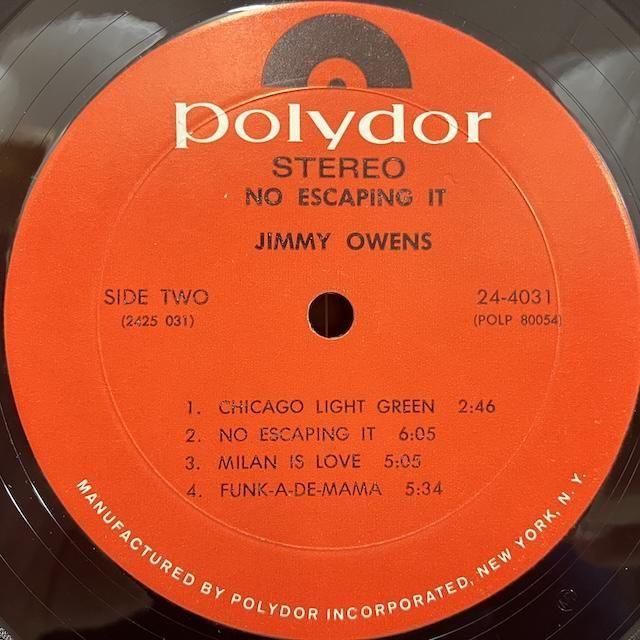 polydor
STEREO
NO ESCAPING IT
JIMMY OWENS
SIDE TWO
(2425 031)
24-4031
(POLP 80054)
1. CHICAGO LIGHT GREEN 2:46
2. NO ESCAPING IT 6:05
3. MILAN IS LOVE 5:05
4. FUNK-A-DE-MAMA 5:34
MANUFACTURED BY POLYDOR INCORPORATED, NEW YORK, N. Y.